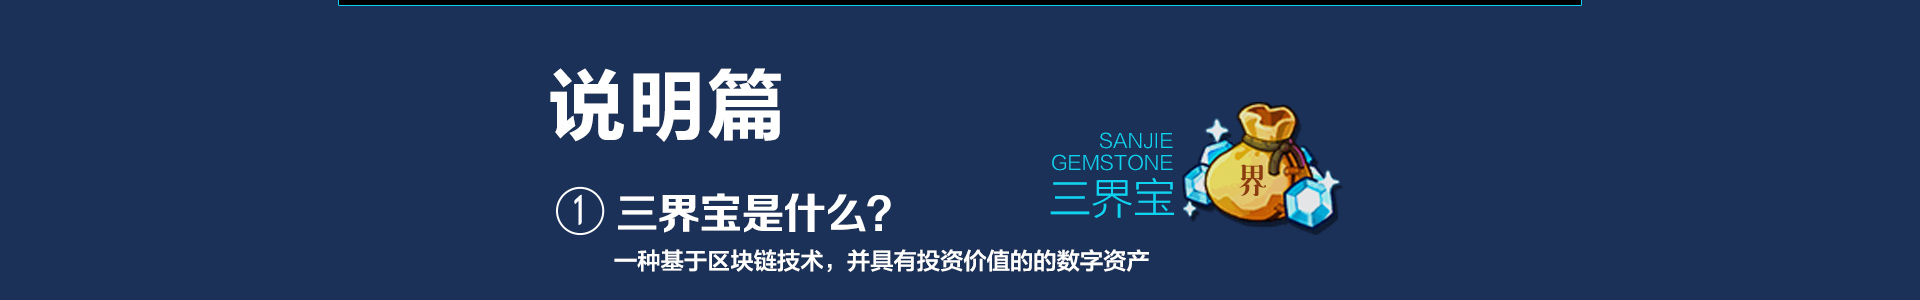 说明篇
SANJIE
GEMSTONE
三界宝
界
① 三界宝是什么?
一种基于区块链技术，并具有投资价值的的数字资产